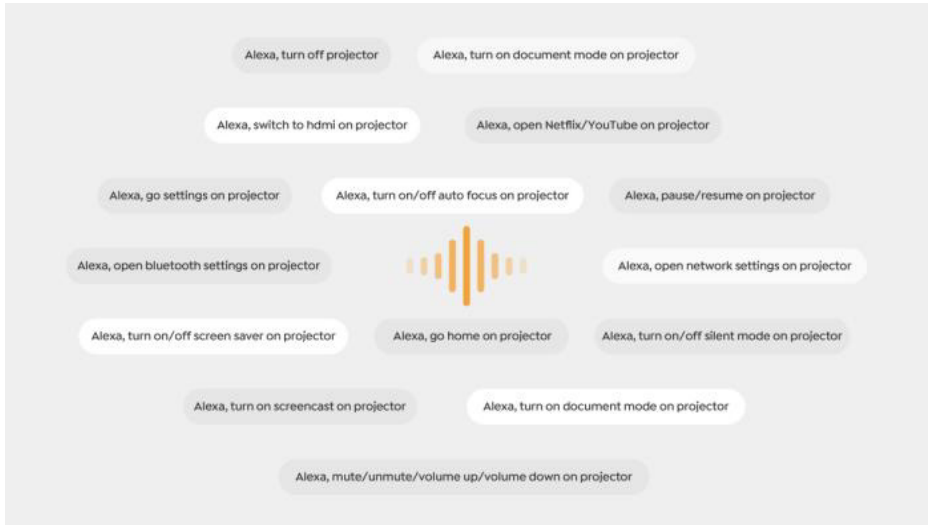 Alexa, turn off projector
Alexa, turn on document mode on projector
Alexa, switch to hdmi on projector
Alexa, open Netflix/YouTube on projector
Alexa, go settings on projector
Alexa, turn on/off auto focus on projector
Alexa, pause/resume on projector
Alexa, open bluetooth settings on projector
Alexa, open network settings on projector
Alexa, turn on/off screen saver on projector
Alexa, go home on projector
Alexa, turn on/off silent mode on projector
Alexa, turn on screencast on projector
Alexa, turn on document mode on projector
Alexa, mute/unmute/volume up/volume down on projector